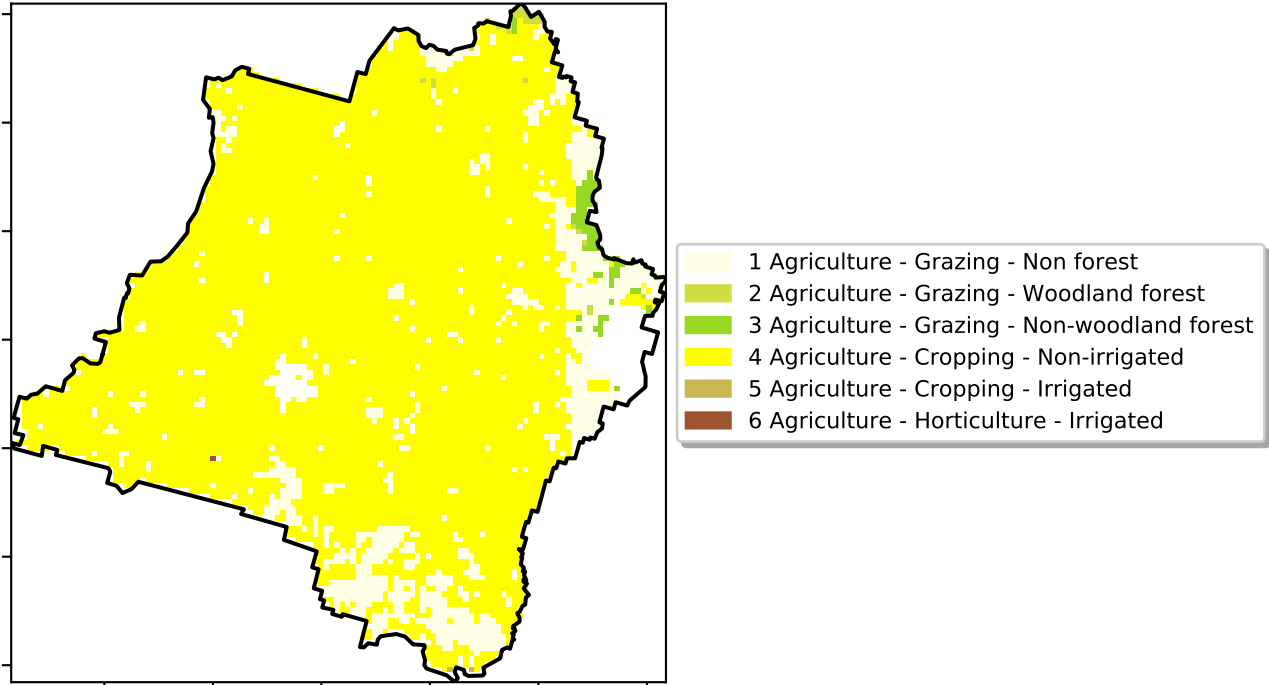 1 Agriculture - Grazing - Non forest
2 Agriculture - Grazing - Woodland forest
3 Agriculture - Grazing - Non-woodland forest
4 Agriculture - Cropping - Non-irrigated
5 Agriculture - Cropping - Irrigated
6 Agriculture - Horticulture - Irrigated